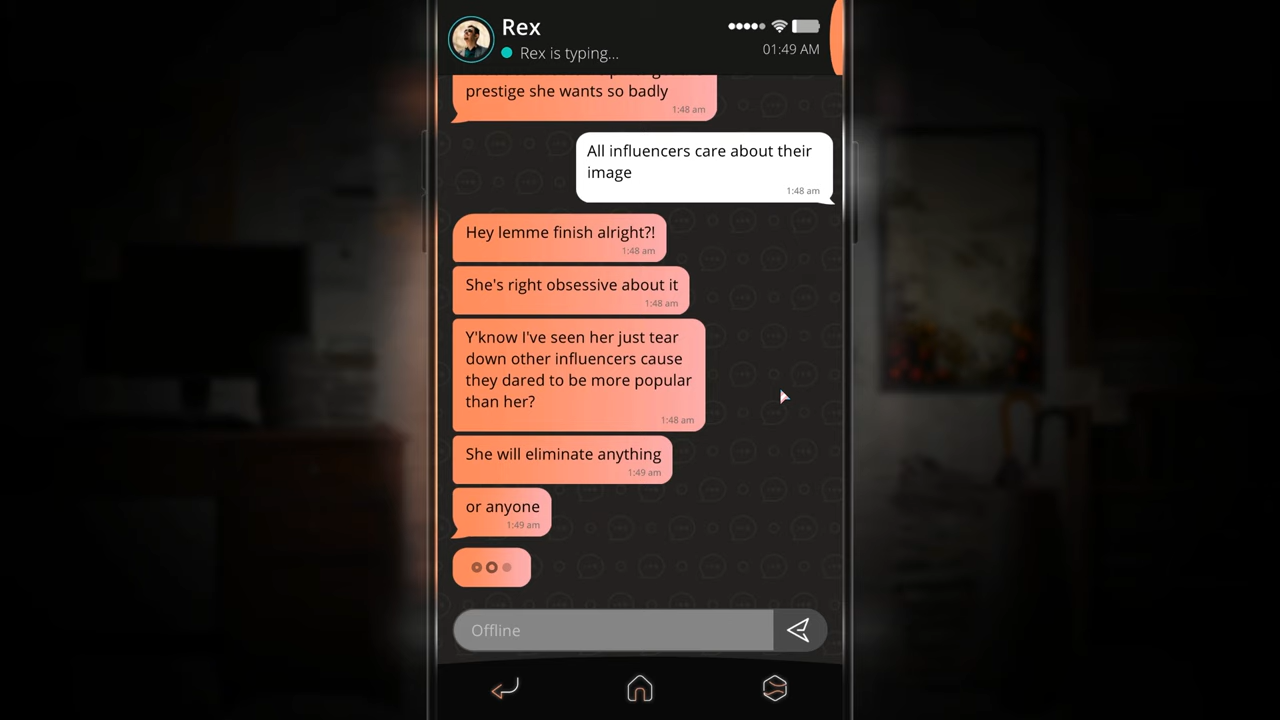 Rex
Rex is typing...
01:49 AM
prestige she wants so badly
1:48 am
All influencers care about their
image
1:48 am
Hey lemme finish alright?!
1:48 am
She's right obsessive about it
1:48 am
Y'know I've seen her just tear
down other influencers cause
they dared to be more popular
than her?
1:48 am
She will eliminate anything
1:49 am
or anyone
1:49 am
Offline